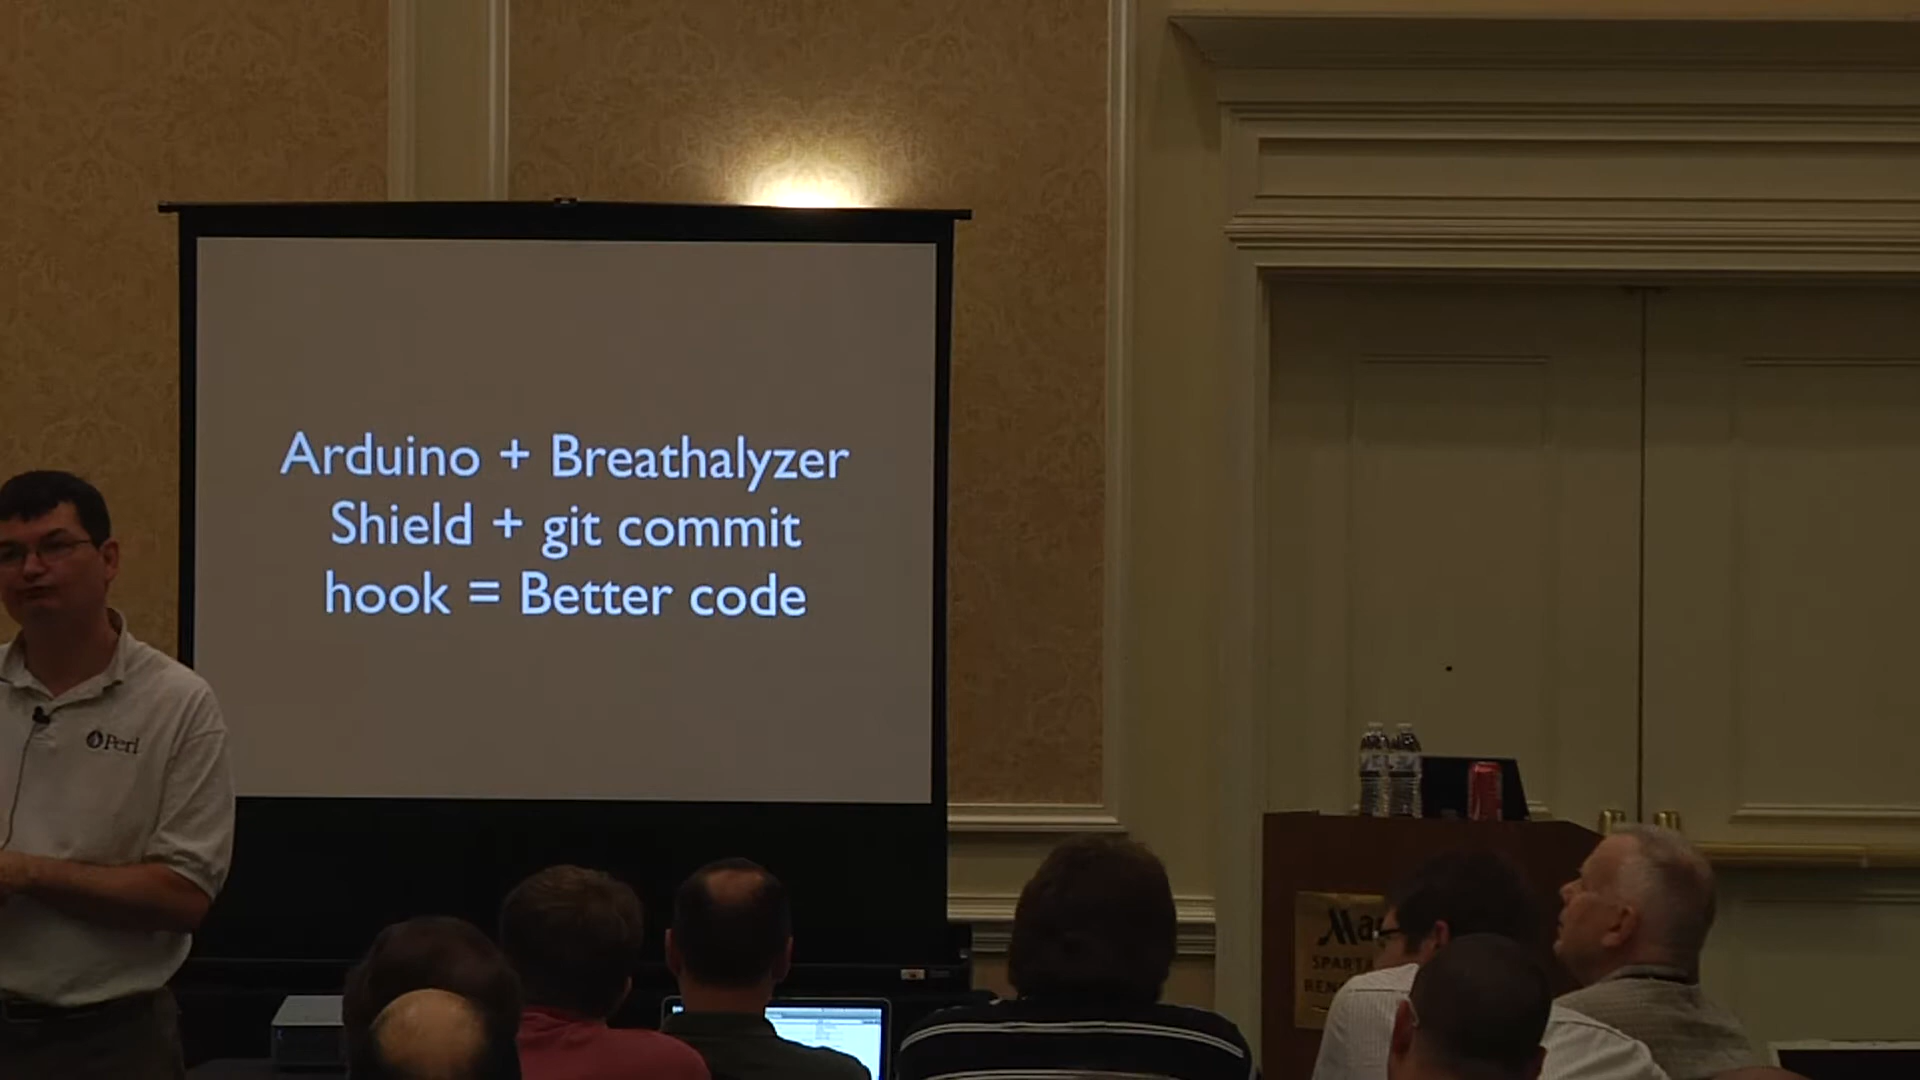 Arduino + Breathalyzer
Shield + git commit
hook = Better code
Perl